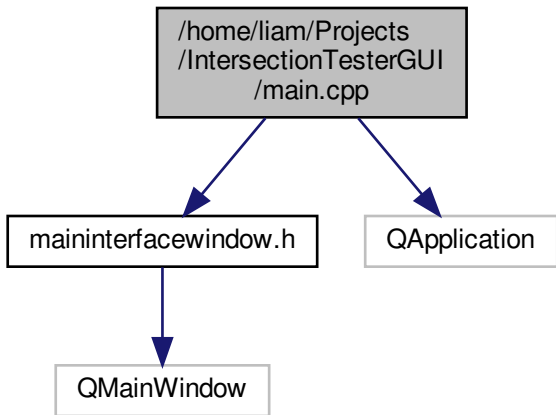 /home/liam/Projects
/IntersectionTesterGUI
/main.cpp
maininterfacewindow.h
QApplication
QMainWindow